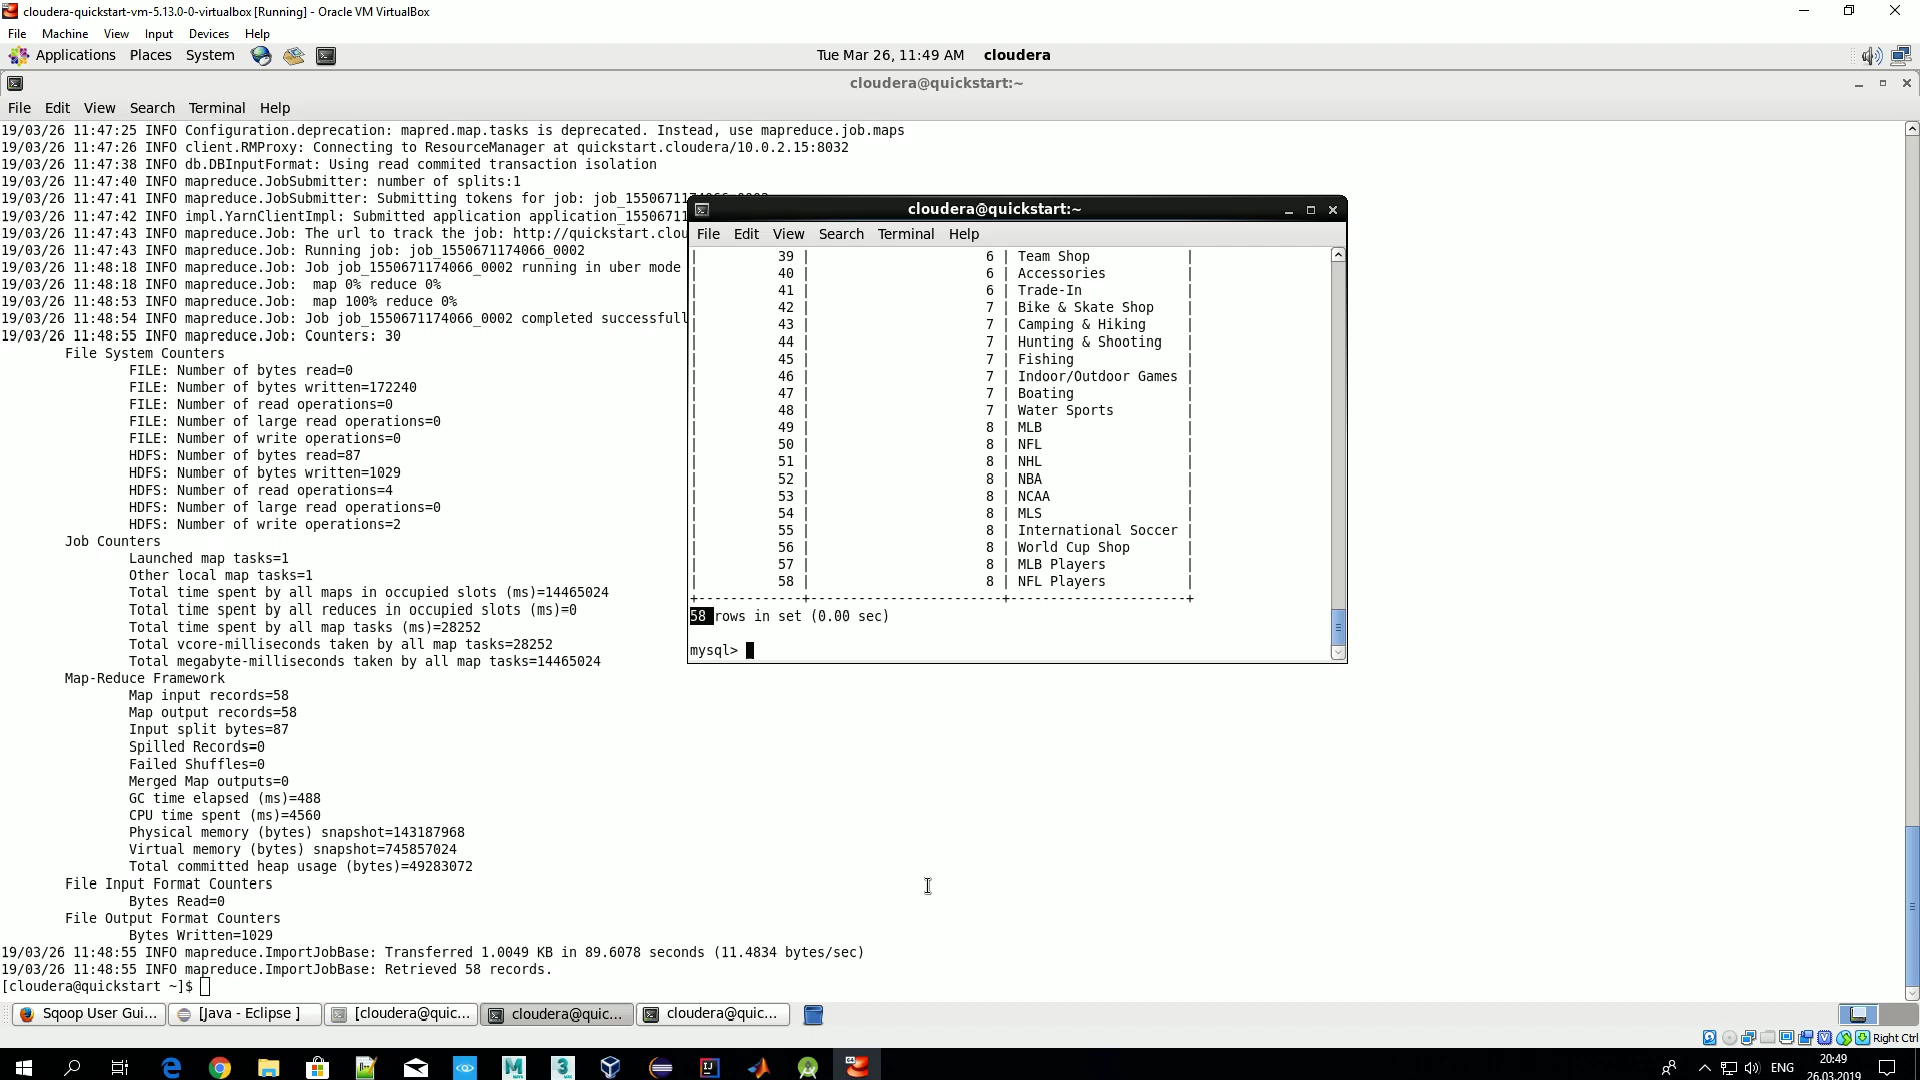 cloudera-quickstart-vm-5.13.0-0-virtualbox [Running] - Oracle VM VirtualBox
File Machine View Input Devices Help
Applications Places System Tue Mar 26, 11:49 AM cloudera
cloudera@quickstart:~
File Edit View Search Terminal Help
19/03/26 11:47:25 INFO Configuration.deprecation: mapred.map.tasks is deprecated. Instead, use mapreduce.job.maps
19/03/26 11:47:26 INFO client.RMProxy: Connecting to ResourceManager at quickstart.cloudera/10.0.2.15:8032
19/03/26 11:47:38 INFO db.DBInputFormat: Using read commited transaction isolation
19/03/26 11:47:40 INFO mapreduce.JobSubmitter: number of splits:1
19/03/26 11:47:41 INFO mapreduce.JobSubmitter: Submitting tokens for job: job_1550671174066_0002
19/03/26 11:47:42 INFO impl.YarnClientImpl: Submitted application application_15506711
19/03/26 11:47:43 INFO mapreduce.Job: The url to track the job: http://quickstart.clou
19/03/26 11:47:43 INFO mapreduce.Job: Running job: job_1550671174066_0002
19/03/26 11:48:18 INFO mapreduce.Job: Job job_1550671174066_0002 running in uber mode
19/03/26 11:48:18 INFO mapreduce.Job:  map 0% reduce 0%
19/03/26 11:48:53 INFO mapreduce.Job:  map 100% reduce 0%
19/03/26 11:48:54 INFO mapreduce.Job: Job job_1550671174066_0002 completed successfull
19/03/26 11:48:55 INFO mapreduce.Job: Counters: 30
File System Counters
FILE: Number of bytes read=0
FILE: Number of bytes written=172240
FILE: Number of read operations=0
FILE: Number of large read operations=0
FILE: Number of write operations=0
HDFS: Number of bytes read=87
HDFS: Number of bytes written=1029
HDFS: Number of read operations=4
HDFS: Number of large read operations=0
HDFS: Number of write operations=2
Job Counters
Launched map tasks=1
Other local map tasks=1
Total time spent by all maps in occupied slots (ms)=14465024
Total time spent by all reduces in occupied slots (ms)=0
Total time spent by all map tasks (ms)=28252
Total vcore-milliseconds taken by all map tasks=28252
Total megabyte-milliseconds taken by all map tasks=14465024
Map-Reduce Framework
Map input records=58
Map output records=58
Input split bytes=87
Spilled Records=0
Failed Shuffles=0
Merged Map outputs=0
GC time elapsed (ms)=488
CPU time spent (ms)=4560
Physical memory (bytes) snapshot=143187968
Virtual memory (bytes) snapshot=745857024
Total committed heap usage (bytes)=49283072
File Input Format Counters
Bytes Read=0
File Output Format Counters
Bytes Written=1029
19/03/26 11:48:55 INFO mapreduce.ImportJobBase: Transferred 1.0049 KB in 89.6078 seconds (11.4834 bytes/sec)
19/03/26 11:48:55 INFO mapreduce.ImportJobBase: Retrieved 58 records.
[cloudera@quickstart ~]$
cloudera@quickstart:~
File Edit View Search Terminal Help
| 39 | 6 | Team Shop |
| 40 | 6 | Accessories |
| 41 | 6 | Trade-In |
| 42 | 7 | Bike & Skate Shop |
| 43 | 7 | Camping & Hiking |
| 44 | 7 | Hunting & Shooting |
| 45 | 7 | Fishing |
| 46 | 7 | Indoor/Outdoor Games |
| 47 | 7 | Boating |
| 48 | 7 | Water Sports |
| 49 | 8 | MLB |
| 50 | 8 | NFL |
| 51 | 8 | NHL |
| 52 | 8 | NBA |
| 53 | 8 | NCAA |
| 54 | 8 | MLS |
| 55 | 8 | International Soccer |
| 56 | 8 | World Cup Shop |
| 57 | 8 | MLB Players |
| 58 | 8 | NFL Players |
+-------------+------------------------+----------------------+
58 rows in set (0.00 sec)
mysql>
Sqoop User Gui... [Java - Eclipse ] [cloudera@quic... cloudera@quic... cloudera@quic...
Right Ctrl
ENG 20:49
26.03.2019